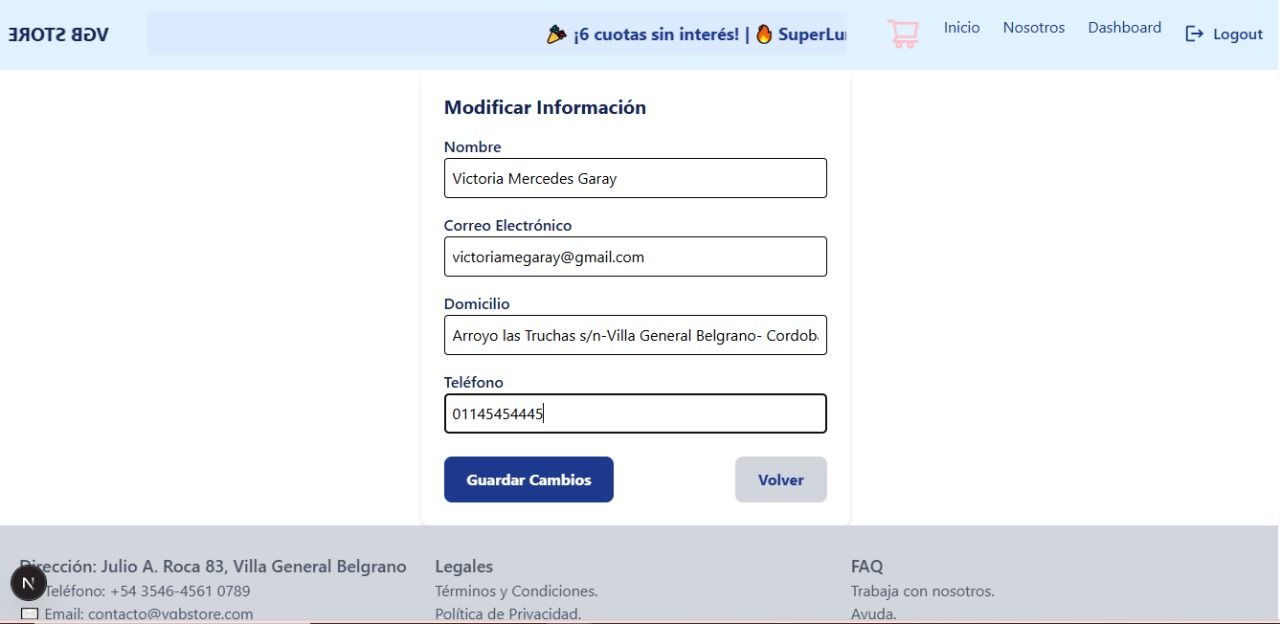 VGB STORE
🎉 ¡6 cuotas sin interés! | 🔥 SuperLu
Inicio Nosotros Dashboard Logout
Modificar Información
Nombre
Victoria Mercedes Garay
Correo Electrónico
victoriamegaray@gmail.com
Domicilio
Arroyo las Truchas s/n-Villa General Belgrano- Cordoba
Teléfono
01145454445
Guardar Cambios Volver
Dirección: Julio A. Roca 83, Villa General Belgrano
N Teléfono: +54 3546-4561 0789
Email: contacto@vgbstore.com
Legales
Términos y Condiciones.
Política de Privacidad.
FAQ
Trabaja con nosotros.
Ayuda.